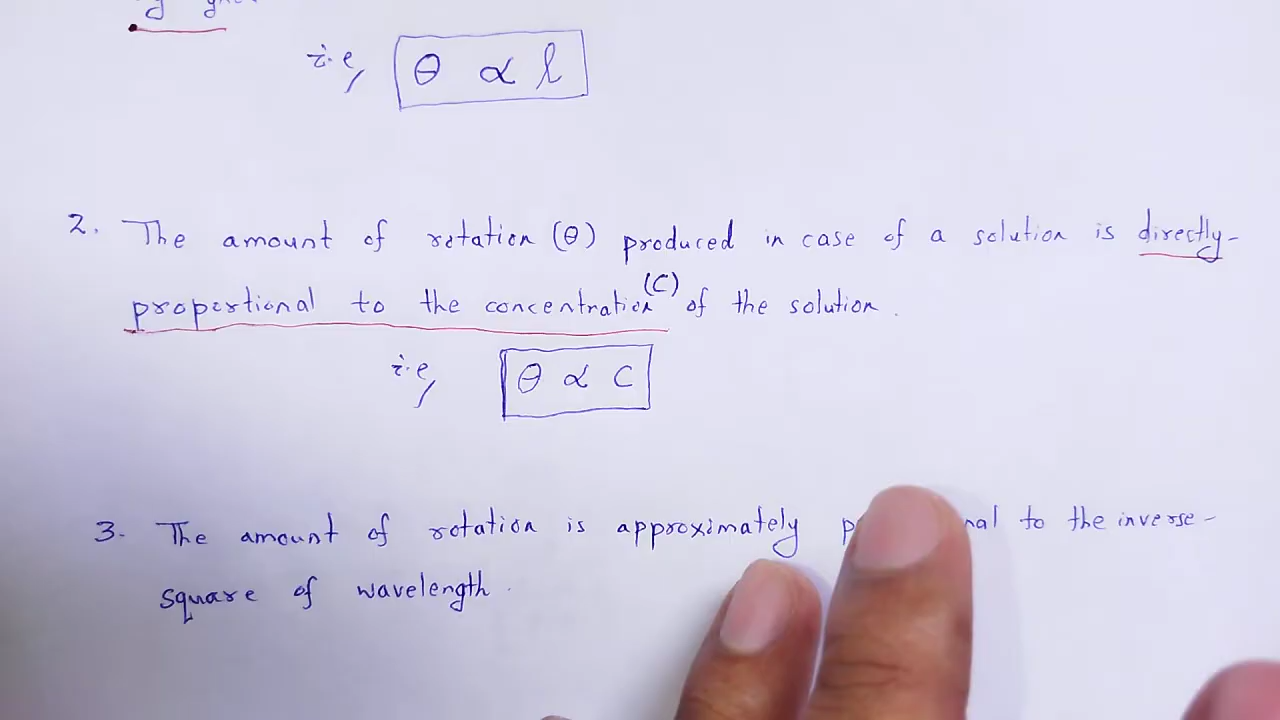 i.e, θ ∝ l
2. The amount of rotation (θ) produced in case of a solution is directly-
proportional to the concentration (C) of the solution.
i.e, θ ∝ C
3. The amount of rotation is approximately to the inverse-
square of wavelength.